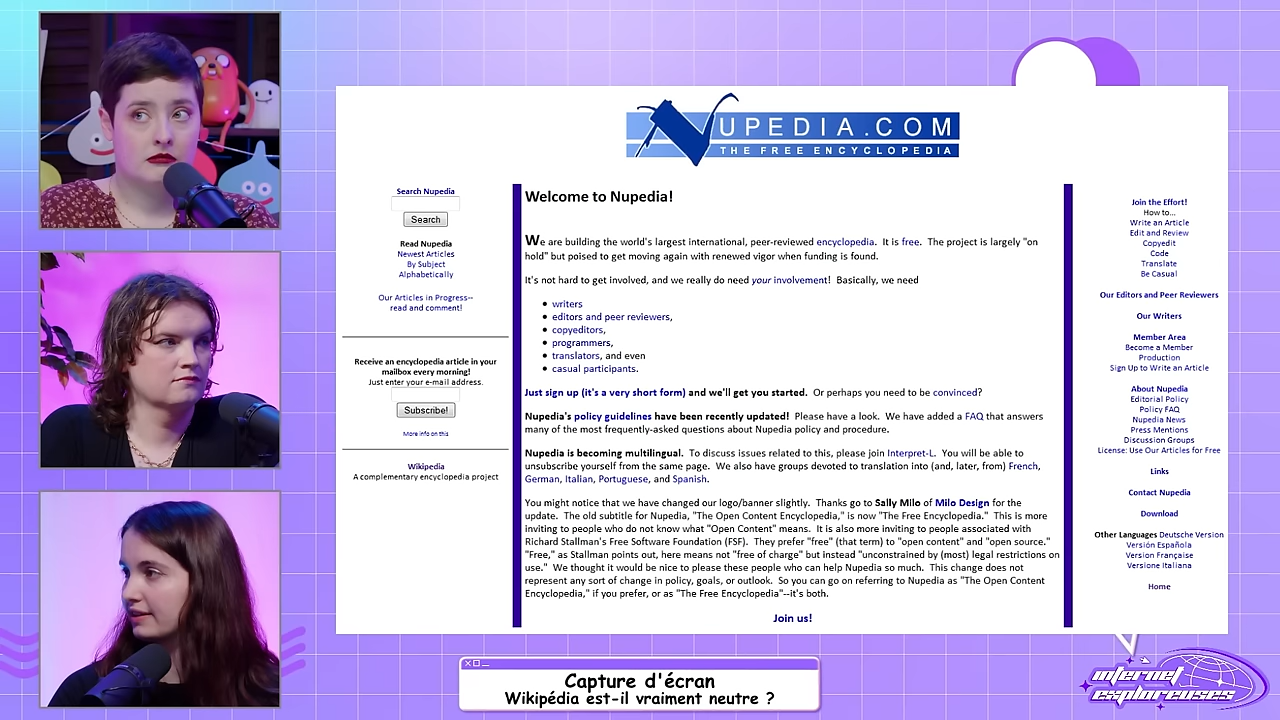 NUPEDIA.COM
THE FREE ENCYCLOPEDIA
Search Nupedia
Search
Read Nupedia
Newest Articles
By Subject
Alphabetically
Our Articles in Progress--
read and comment!
Receive an encyclopedia article in your
mailbox every morning!
Just enter your e-mail address.
Subscribe!
More info on this
Wikipedia
A complementary encyclopedia project
Welcome to Nupedia!
We are building the world's largest international, peer-reviewed encyclopedia. It is free. The project is largely "on
hold" but poised to get moving again with renewed vigor when funding is found.
It's not hard to get involved, and we really do need your involvement! Basically, we need
• writers
• editors and peer reviewers,
• copyeditors,
• programmers,
• translators, and even
• casual participants.
Just sign up (it's a very short form) and we'll get you started. Or perhaps you need to be convinced?
Nupedia's policy guidelines have been recently updated! Please have a look. We have added a FAQ that answers
many of the most frequently-asked questions about Nupedia policy and procedure.
Nupedia is becoming multilingual. To discuss issues related to this, please join Interpret-L. You will be able to
unsubscribe yourself from the same page. We also have groups devoted to translation into (and, later, from) French,
German, Italian, Portuguese, and Spanish.
You might notice that we have changed our logo/banner slightly. Thanks go to Sally Milo of Milo Design for the
update. The old subtitle for Nupedia, "The Open Content Encyclopedia," is now "The Free Encyclopedia." This is more
inviting to people who do not know what "Open Content" means. It is also more inviting to people associated with
Richard Stallman's Free Software Foundation (FSF). They prefer "free" (that term) to "open content" and "open source."
"Free," as Stallman points out, here means not "free of charge" but instead "unconstrained by (most) legal restrictions on
use." We thought it would be nice to please these people who can help Nupedia so much. This change does not
represent any sort of change in policy, goals, or outlook. So you can go on referring to Nupedia as "The Open Content
Encyclopedia," if you prefer, or as "The Free Encyclopedia"--it's both.
Join us!
Join the Effort!
How to...
Write an Article
Edit and Review
Copyedit
Code
Translate
Be Casual
Our Editors and Peer Reviewers
Our Writers
Member Area
Become a Member
Production
Sign Up to Write an Article
About Nupedia
Editorial Policy
Policy FAQ
Nupedia News
Press Mentions
Discussion Groups
License: Use Our Articles for Free
Links
Contact Nupedia
Download
Other Languages Deutsche Version
Versión Española
Version Française
Versione Italiana
Home
Capture d'écran
Wikipédia est-il vraiment neutre ?
internet
exploreuses